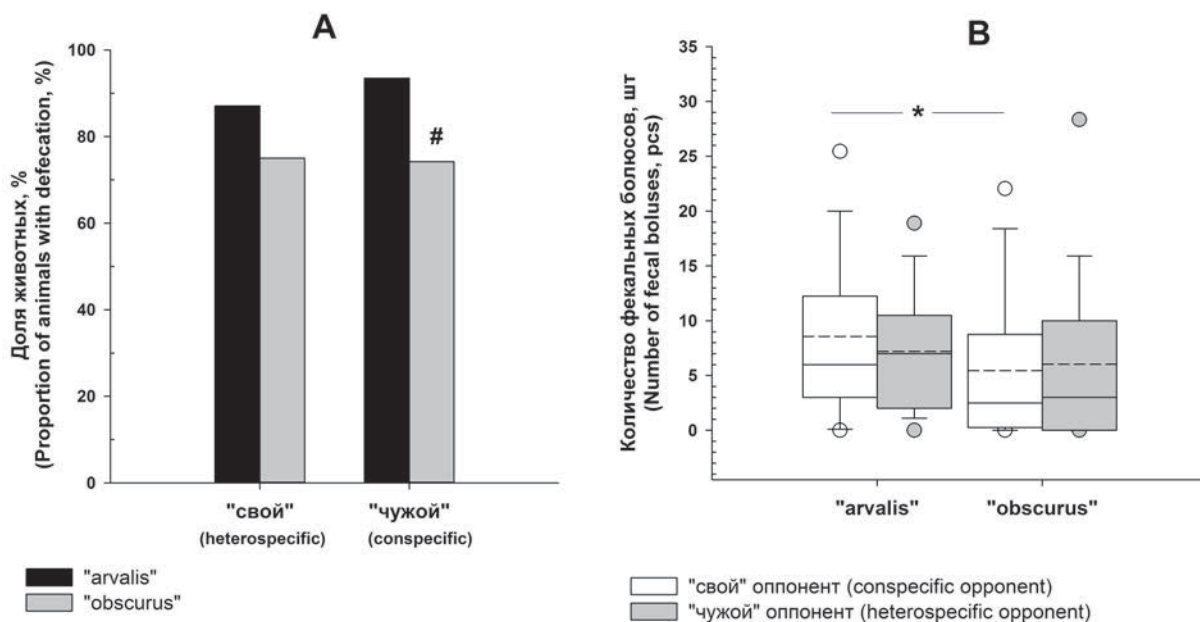 A
Доля животных, %
(Proportion of animals with defecation, %)
100
80
60
40
20
0
#
"свой"
(heterospecific)
"чужой"
(conspecific)
"arvalis"
"obscurus"
B
Количество фекальных болюсов, шт
(Number of fecal boluses, pcs)
35
30
25
20
15
10
5
0
*
"arvalis"
"obscurus"
"свой" оппонент (conspecific opponent)
"чужой" оппонент (heterospecific opponent)